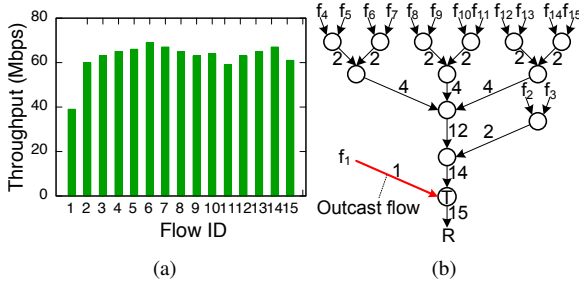 Throughput (Mbps)
80
60
40
20
0
1 2 3 4 5 6 7 8 9 10 11 12 13 14 15
Flow ID
(a)
f4 f5 f6 f7 f8 f9 f10 f11 f12 f13 f14 f15
2 2 2 2 2 2
4 4 4
f2 f3
12 2
f1 1 14
T
Outcast flow 15
R
(b)